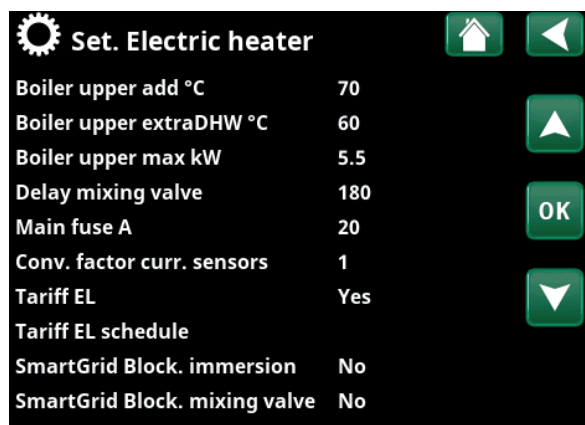 Set. Electric heater
Boiler upper add °C 70
Boiler upper extraDHW °C 60
Boiler upper max kW 5.5
Delay mixing valve 180
Main fuse A 20
Conv. factor curr. sensors 1
Tariff EL Yes
Tariff EL schedule
SmartGrid Block. immersion No
SmartGrid Block. mixing valve No
OK